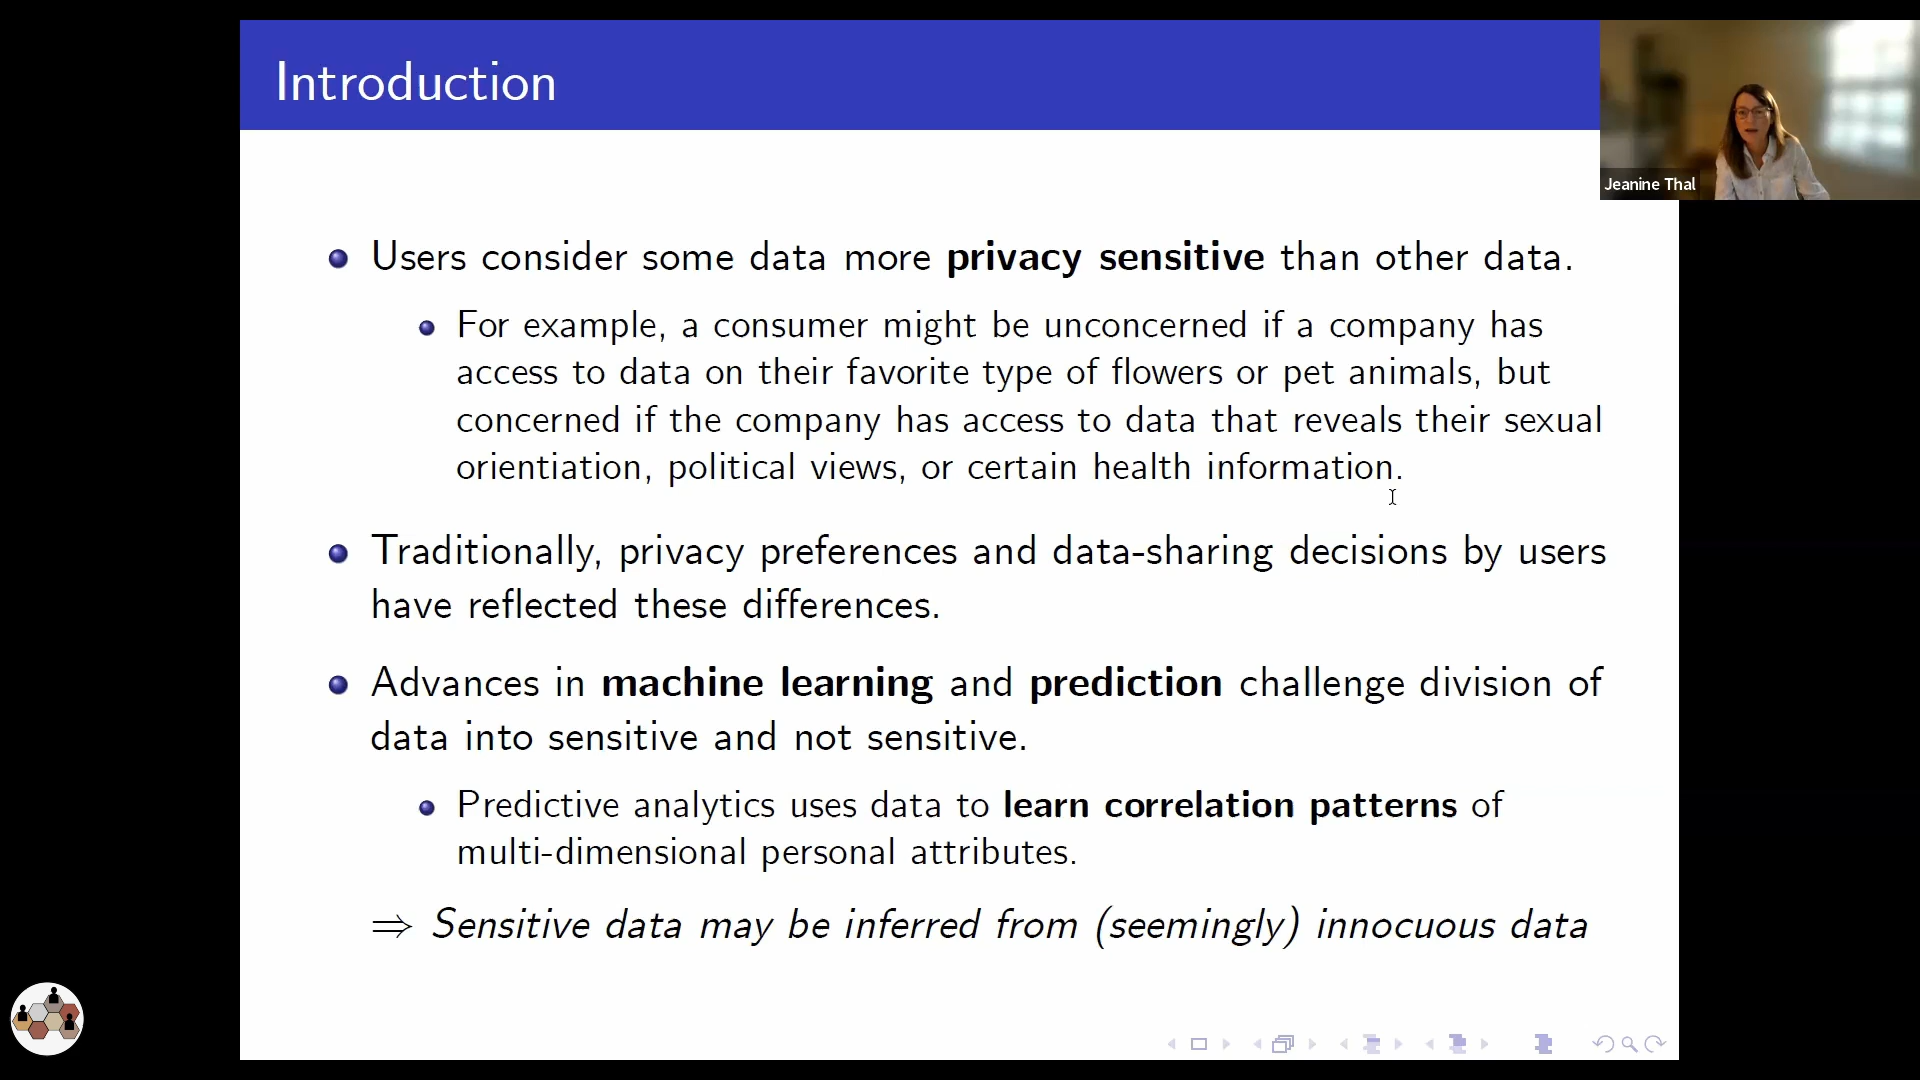 Introduction
Jeanine Thal
Users consider some data more privacy sensitive than other data.
For example, a consumer might be unconcerned if a company has
access to data on their favorite type of flowers or pet animals, but
concerned if the company has access to data that reveals their sexual
orientiation, political views, or certain health information.
Traditionally, privacy preferences and data-sharing decisions by users
have reflected these differences.
Advances in machine learning and prediction challenge division of
data into sensitive and not sensitive.
Predictive analytics uses data to learn correlation patterns of
multi-dimensional personal attributes.
⇒ Sensitive data may be inferred from (seemingly) innocuous data